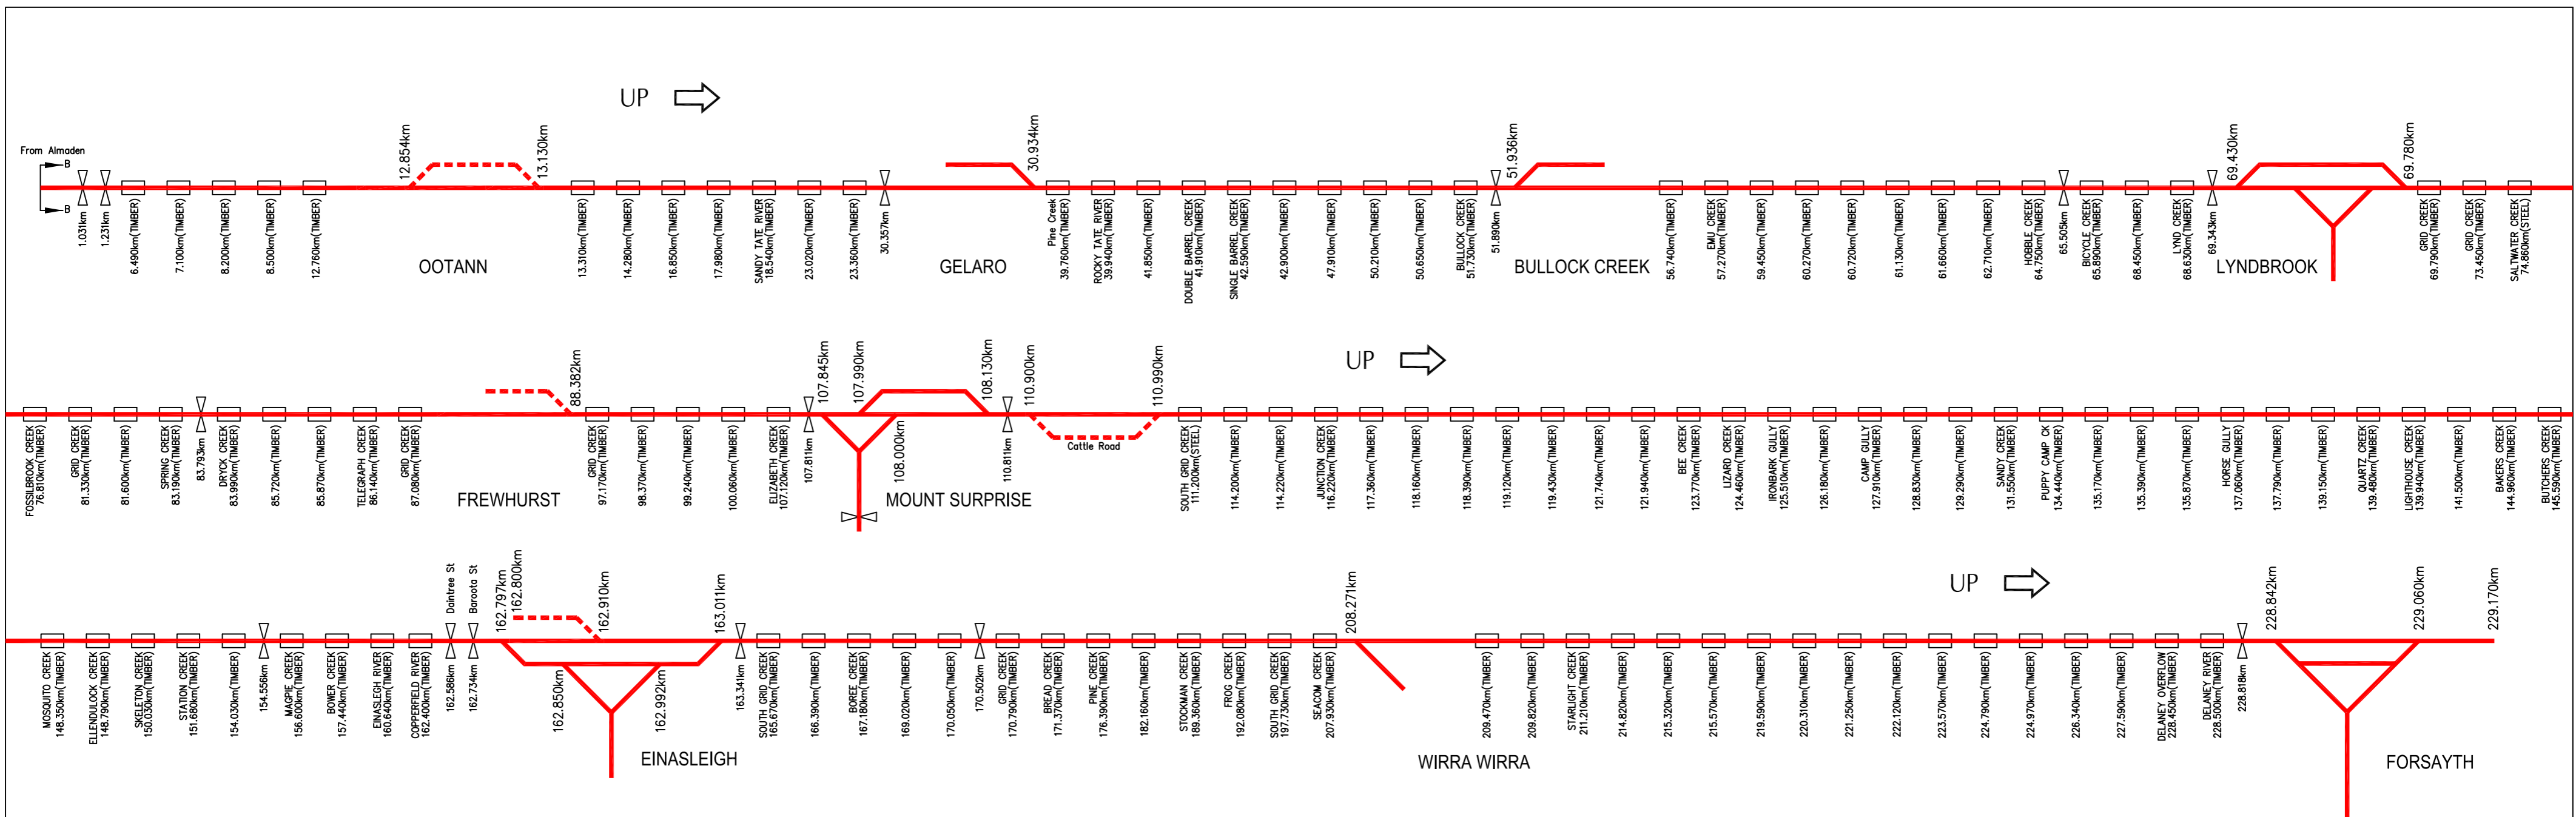 UP
From Almaden
B
B
1.031km
1.231km
6.490km(TIMBER)
7.100km(TIMBER)
8.200km(TIMBER)
8.500km(TIMBER)
12.760km(TIMBER)
12.854km
OOTANN
13.130km
13.310km(TIMBER)
14.280km(TIMBER)
16.850km(TIMBER)
17.980km(TIMBER)
SANDY TATE RIVER
18.540km(TIMBER)
23.020km(TIMBER)
23.360km(TIMBER)
30.357km
GELARO
30.934km
Pine Creek
39.760km(TIMBER)
ROCKY TATE RIVER
39.940km(TIMBER)
41.850km(TIMBER)
DOUBLE BARREL CREEK
41.910km(TIMBER)
SINGLE BARREL CREEK
42.590km(TIMBER)
42.900km(TIMBER)
47.910km(TIMBER)
50.210km(TIMBER)
50.650km(TIMBER)
BULLOCK CREEK
51.730km(TIMBER)
51.890km
51.936km
BULLOCK CREEK
56.740km(TIMBER)
EMU CREEK
57.270km(TIMBER)
59.450km(TIMBER)
60.270km(TIMBER)
60.720km(TIMBER)
61.130km(TIMBER)
61.660km(TIMBER)
62.710km(TIMBER)
HOBBLE CREEK
64.750km(TIMBER)
65.505km
BICYCLE CREEK
65.890km(TIMBER)
68.450km(TIMBER)
LYND CREEK
68.630km(TIMBER)
69.343km
69.430km
LYNDBROOK
69.780km
GRID CREEK
69.790km(TIMBER)
GRID CREEK
73.450km(TIMBER)
SALTWATER CREEK
74.860km(STEEL)
UP
FOSSILBROOK CREEK
76.810km(TIMBER)
GRID CREEK
81.330km(TIMBER)
81.600km(TIMBER)
SPRING CREEK
83.190km(TIMBER)
83.793km
DRYCK CREEK
83.990km(TIMBER)
85.720km(TIMBER)
85.870km(TIMBER)
TELEGRAPH CREEK
86.140km(TIMBER)
GRID CREEK
87.080km(TIMBER)
FREWHURST
88.382km
GRID CREEK
97.170km(TIMBER)
98.370km(TIMBER)
99.240km(TIMBER)
100.060km(TIMBER)
ELIZABETH CREEK
107.120km(TIMBER)
107.811km
107.845km
107.990km
108.000km
MOUNT SURPRISE
108.130km
110.811km
110.900km
Cattle Road
110.990km
SOUTH GRID CREEK
111.200km(STEEL)
114.200km(TIMBER)
114.220km(TIMBER)
JUNCTION CREEK
116.220km(TIMBER)
117.360km(TIMBER)
118.160km(TIMBER)
118.390km(TIMBER)
119.120km(TIMBER)
119.430km(TIMBER)
121.740km(TIMBER)
121.940km(TIMBER)
BEE CREEK
123.770km(TIMBER)
LIZARD CREEK
124.460km(TIMBER)
IRONBARK GULLY
125.510km(TIMBER)
126.180km(TIMBER)
CAMP GULLY
127.910km(TIMBER)
128.830km(TIMBER)
129.290km(TIMBER)
SANDY CREEK
131.550km(TIMBER)
PUPPY CAMP CK
134.440km(TIMBER)
135.170km(TIMBER)
135.390km(TIMBER)
135.870km(TIMBER)
HORSE GULLY
137.060km(TIMBER)
137.790km(TIMBER)
139.150km(TIMBER)
QUARTZ CREEK
139.480km(TIMBER)
LIGHTHOUSE CREEK
139.940km(TIMBER)
141.500km(TIMBER)
BAKERS CREEK
144.960km(TIMBER)
BUTCHERS CREEK
145.590km(TIMBER)
UP
MOSQUITO CREEK
148.350km(TIMBER)
ELLENDULOCK CREEK
148.790km(TIMBER)
SKELETON CREEK
150.030km(TIMBER)
STATION CREEK
151.680km(TIMBER)
154.030km(TIMBER)
154.556km
MAGPIE CREEK
156.600km(TIMBER)
BOWER CREEK
157.440km(TIMBER)
EINASLEIGH RIVER
160.640km(TIMBER)
COPPERFIELD RIVER
162.400km(TIMBER)
Daintree St
162.586km
Baroota St
162.734km
162.797km
162.800km
162.850km
162.910km
162.992km
EINASLEIGH
163.011km
163.341km
SOUTH GRID CREEK
165.670km(TIMBER)
166.390km(TIMBER)
BOREE CREEK
167.180km(TIMBER)
169.020km(TIMBER)
170.050km(TIMBER)
170.502km
GRID CREEK
170.790km(TIMBER)
BREAD CREEK
171.370km(TIMBER)
PINE CREEK
176.390km(TIMBER)
182.160km(TIMBER)
STOCKMAN CREEK
189.360km(TIMBER)
FROG CREEK
192.080km(TIMBER)
SOUTH GRID CREEK
197.730km(TIMBER)
SEACOM CREEK
207.930km(TIMBER)
208.271km
WIRRA WIRRA
209.470km(TIMBER)
209.820km(TIMBER)
STARLIGHT CREEK
211.210km(TIMBER)
214.820km(TIMBER)
215.320km(TIMBER)
215.570km(TIMBER)
219.590km(TIMBER)
220.310km(TIMBER)
221.250km(TIMBER)
222.120km(TIMBER)
223.570km(TIMBER)
224.790km(TIMBER)
224.970km(TIMBER)
226.340km(TIMBER)
227.590km(TIMBER)
DELANEY OVERFLOW
228.450km(TIMBER)
DELANEY RIVER
228.500km(TIMBER)
228.818km
228.842km
229.060km
FORSAYTH
229.170km